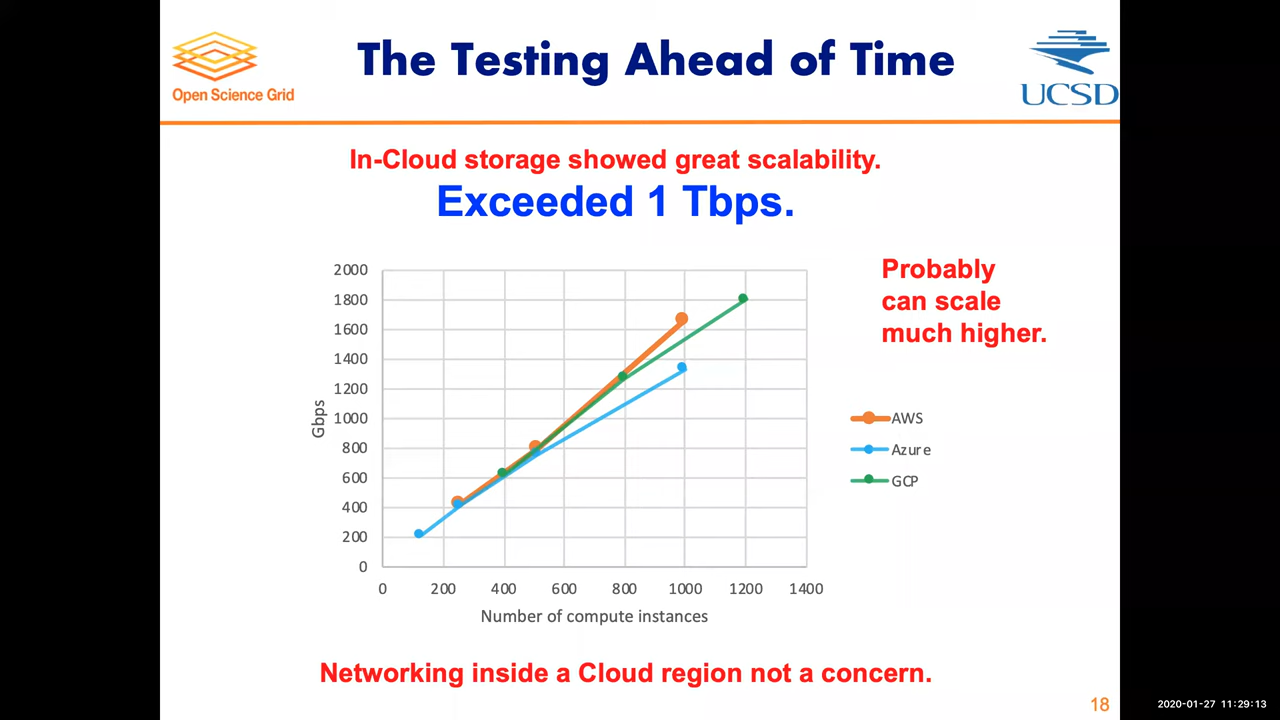 The Testing Ahead of Time
Open Science Grid
UCSD
In-Cloud storage showed great scalability.
Exceeded 1 Tbps.
Probably
can scale
much higher.
2000
1800
1600
1400
1200
1000
800
600
400
200
0
Gbps
0 200 400 600 800 1000 1200 1400
Number of compute instances
AWS
Azure
GCP
Networking inside a Cloud region not a concern.
18
2020-01-27 11:29:13